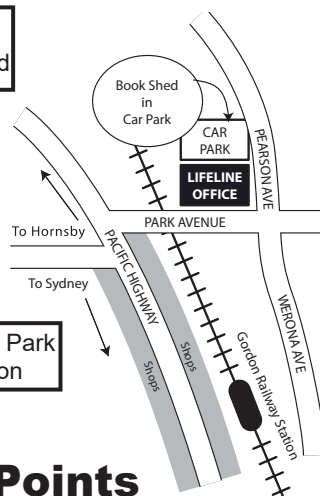 d
Book Shed
in
Car Park
CAR
PARK
LIFELINE
OFFICE
PEARSON AVE
PARK AVENUE
To Hornsby
PACIFIC HIGHWAY
To Sydney
WERONA AVE
Park
on
Shops
Shops
Gordon Railway Station
Points